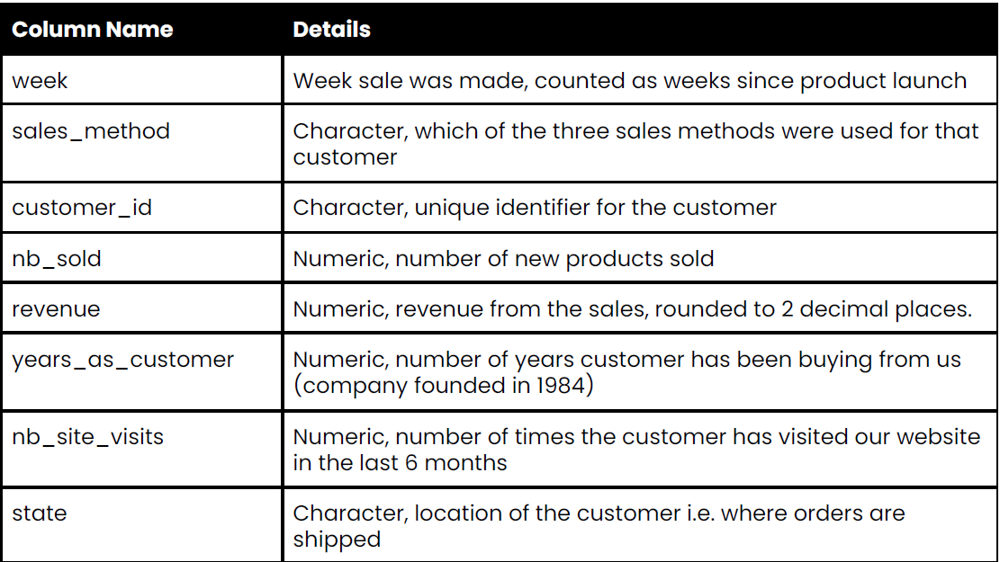 Column Name Details
week Week sale was made, counted as weeks since product launch
sales_method Character, which of the three sales methods were used for that
customer
customer_id Character, unique identifier for the customer
nb_sold Numeric, number of new products sold
revenue Numeric, revenue from the sales, rounded to 2 decimal places.
years_as_customer Numeric, number of years customer has been buying from us
(company founded in 1984)
nb_site_visits Numeric, number of times the customer has visited our website
in the last 6 months
state Character, location of the customer i.e. where orders are
shipped